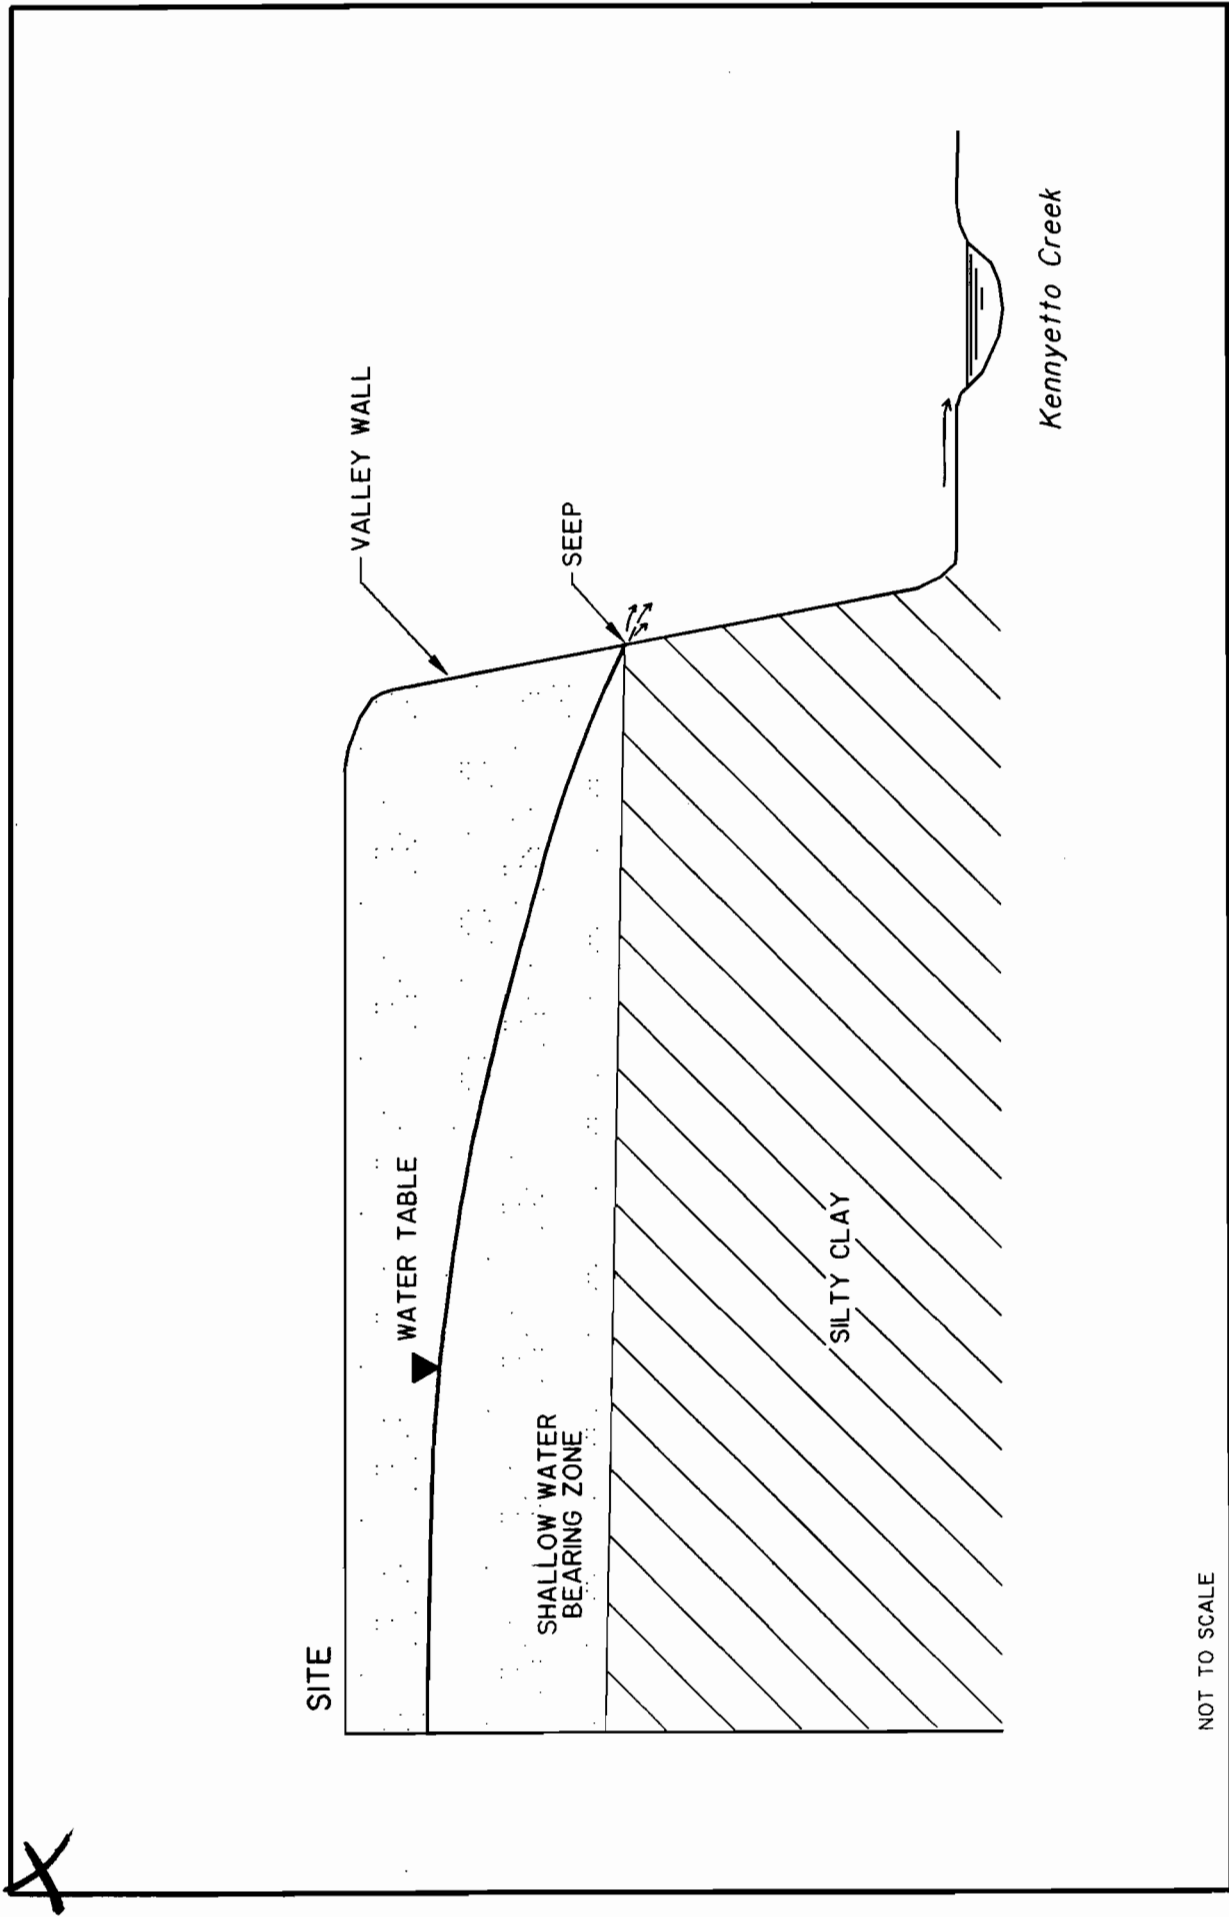 SITE
VALLEY WALL
WATER TABLE
SEEP
SHALLOW WATER
BEARING ZONE
SILTY CLAY
Kennyetto Creek
NOT TO SCALE